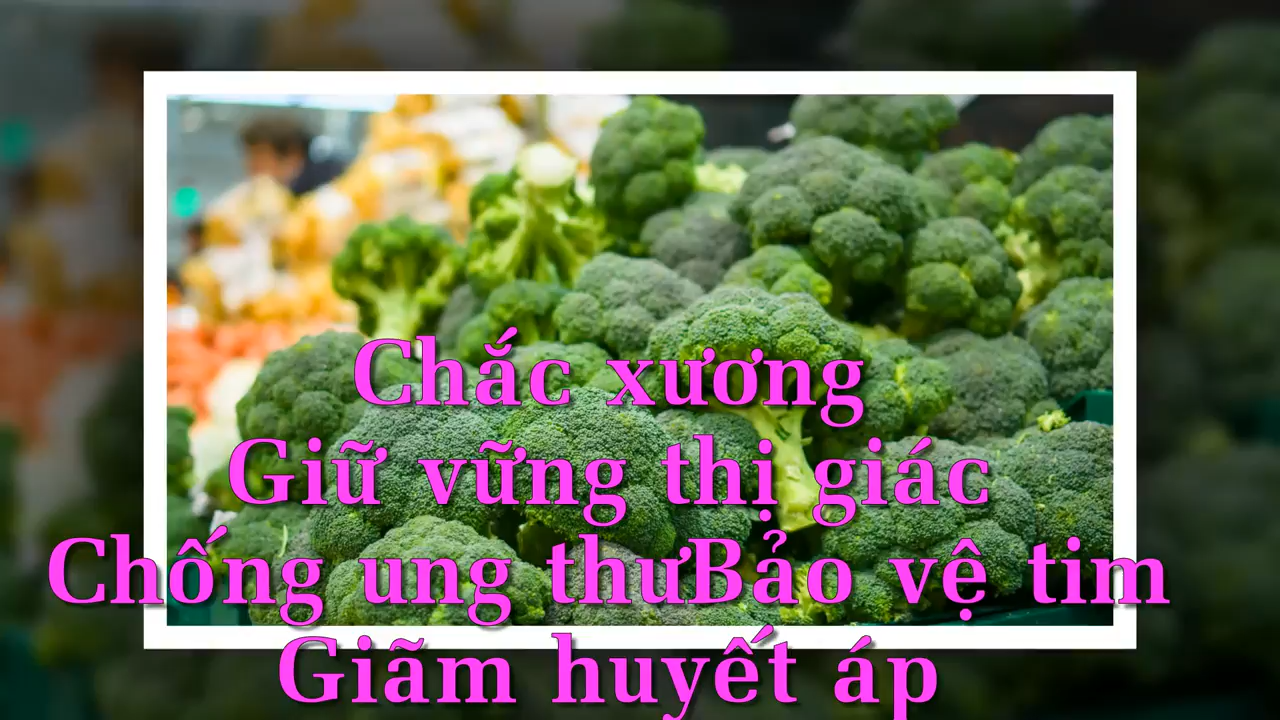 Chắc xương
Giữ vững thị giác
Chống ung thưBảo vệ tim
Giãm huyết áp